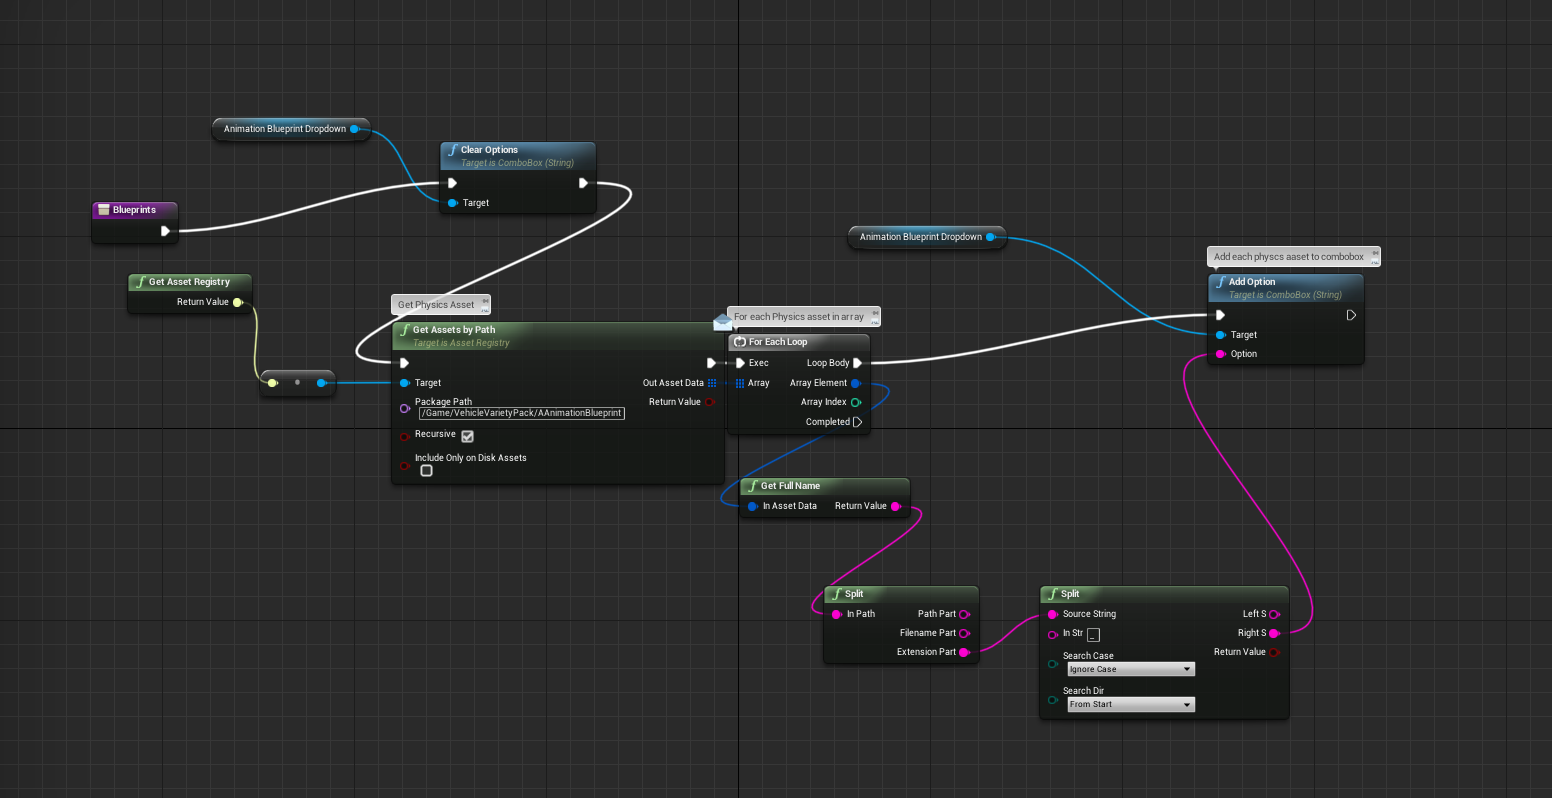 Animation Blueprint Dropdown
Clear Options
Target is ComboBox (String)
Target
Blueprints
Get Asset Registry
Return Value
Get Physics Asset
Get Assets by Path
Target is Asset Registry
Target
Out Asset Data
Package Path
/Game/VehicleVarietyPack/AAnimationBlueprint
Return Value
Recursive
Include Only on Disk Assets
For each Physics asset in array
For Each Loop
Exec
Loop Body
Array
Array Element
Array Index
Completed
Animation Blueprint Dropdown
Add each physcs aaset to combobox
Add Option
Target is ComboBox (String)
Target
Option
Get Full Name
In Asset Data
Return Value
Split
In Path
Path Part
Filename Part
Extension Part
Split
Source String
Left S
In Str
_
Right S
Search Case
Return Value
Ignore Case
Search Dir
From Start